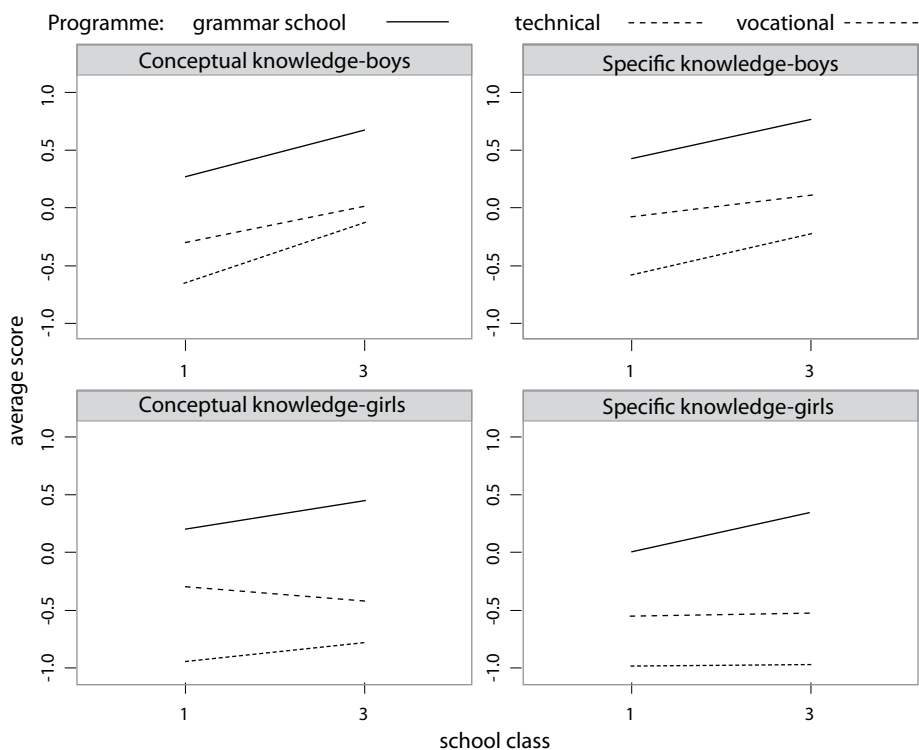 Programme: grammar school technical vocational
Conceptual knowledge-boys Specific knowledge-boys
1.0 1.0
0.5 0.5
0.0 0.0
-0.5 -0.5
-1.0 -1.0
1 3 1 3
average score
Conceptual knowledge-girls Specific knowledge-girls
1.0 1.0
0.5 0.5
0.0 0.0
-0.5 -0.5
-1.0 -1.0
1 3 1 3
school class